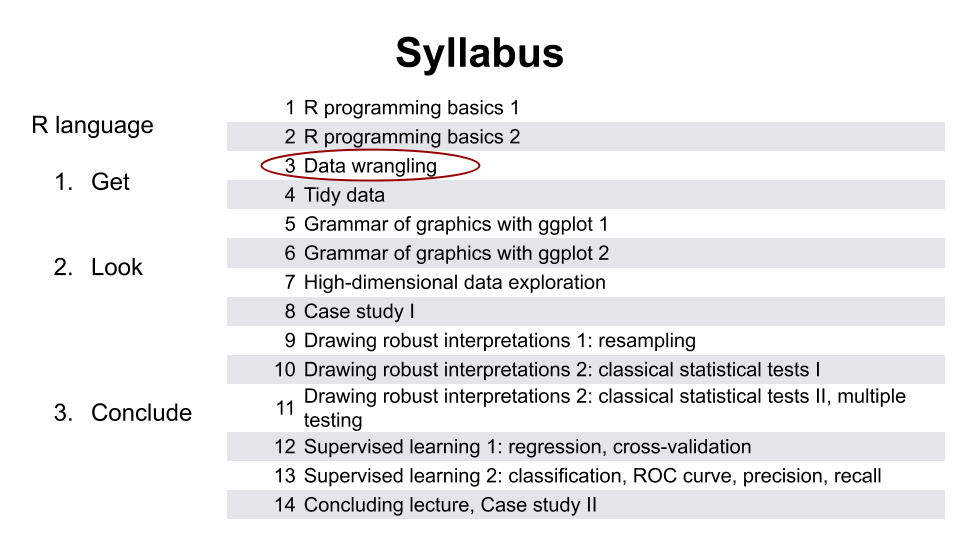 Syllabus
R language
1 R programming basics 1
2 R programming basics 2
1. Get
3 Data wrangling
4 Tidy data
2. Look
5 Grammar of graphics with ggplot 1
6 Grammar of graphics with ggplot 2
7 High-dimensional data exploration
8 Case study I
3. Conclude
9 Drawing robust interpretations 1: resampling
10 Drawing robust interpretations 2: classical statistical tests I
11 Drawing robust interpretations 2: classical statistical tests II, multiple
testing
12 Supervised learning 1: regression, cross-validation
13 Supervised learning 2: classification, ROC curve, precision, recall
14 Concluding lecture, Case study II